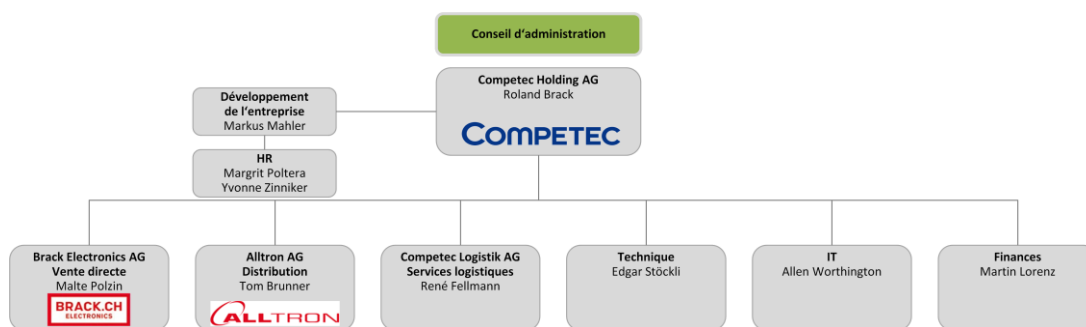 Conseil d‘administration
Competec Holding AG
Roland Brack
COMPETEC
Développement
de l‘entreprise
Markus Mahler
HR
Margrit Poltera
Yvonne Zinniker
Brack Electronics AG
Vente directe
Malte Polzin
BRACK.CH
ELECTRONICS
Alltron AG
Distribution
Tom Brunner
ALLTRON
Competec Logistik AG
Services logistiques
René Fellmann
Technique
Edgar Stöckli
IT
Allen Worthington
Finances
Martin Lorenz